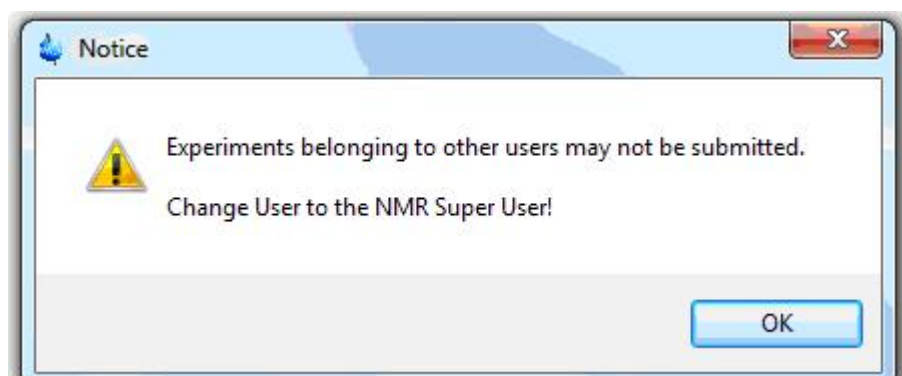 Notice
Experiments belonging to other users may not be submitted.
Change User to the NMR Super User!
OK